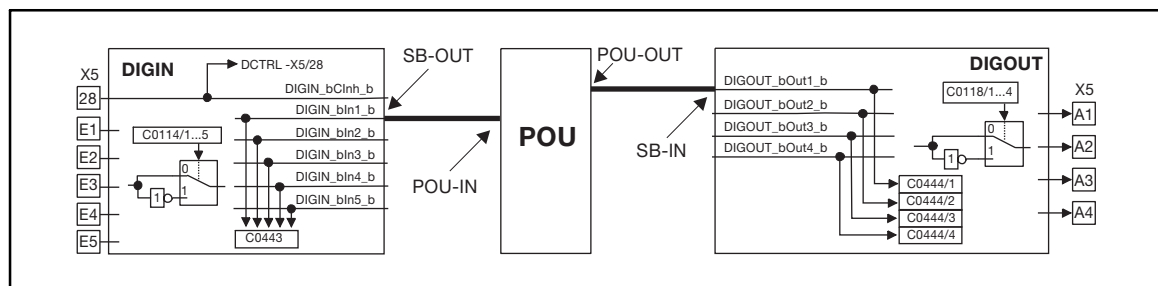 X5
DIGIN
28
E1
E2
E3
E4
E5
DCTRL -X5/28
DIGIN_bCInh_b
DIGIN_bIn1_b
DIGIN_bIn2_b
DIGIN_bIn3_b
DIGIN_bIn4_b
DIGIN_bIn5_b
C0114/1...5
0
1
1
C0443
SB-OUT
POU-IN
POU
POU-OUT
SB-IN
DIGOUT
DIGOUT_bOut1_b
DIGOUT_bOut2_b
DIGOUT_bOut3_b
DIGOUT_bOut4_b
C0118/1...4
0
1
1
C0444/1
C0444/2
C0444/3
C0444/4
X5
A1
A2
A3
A4